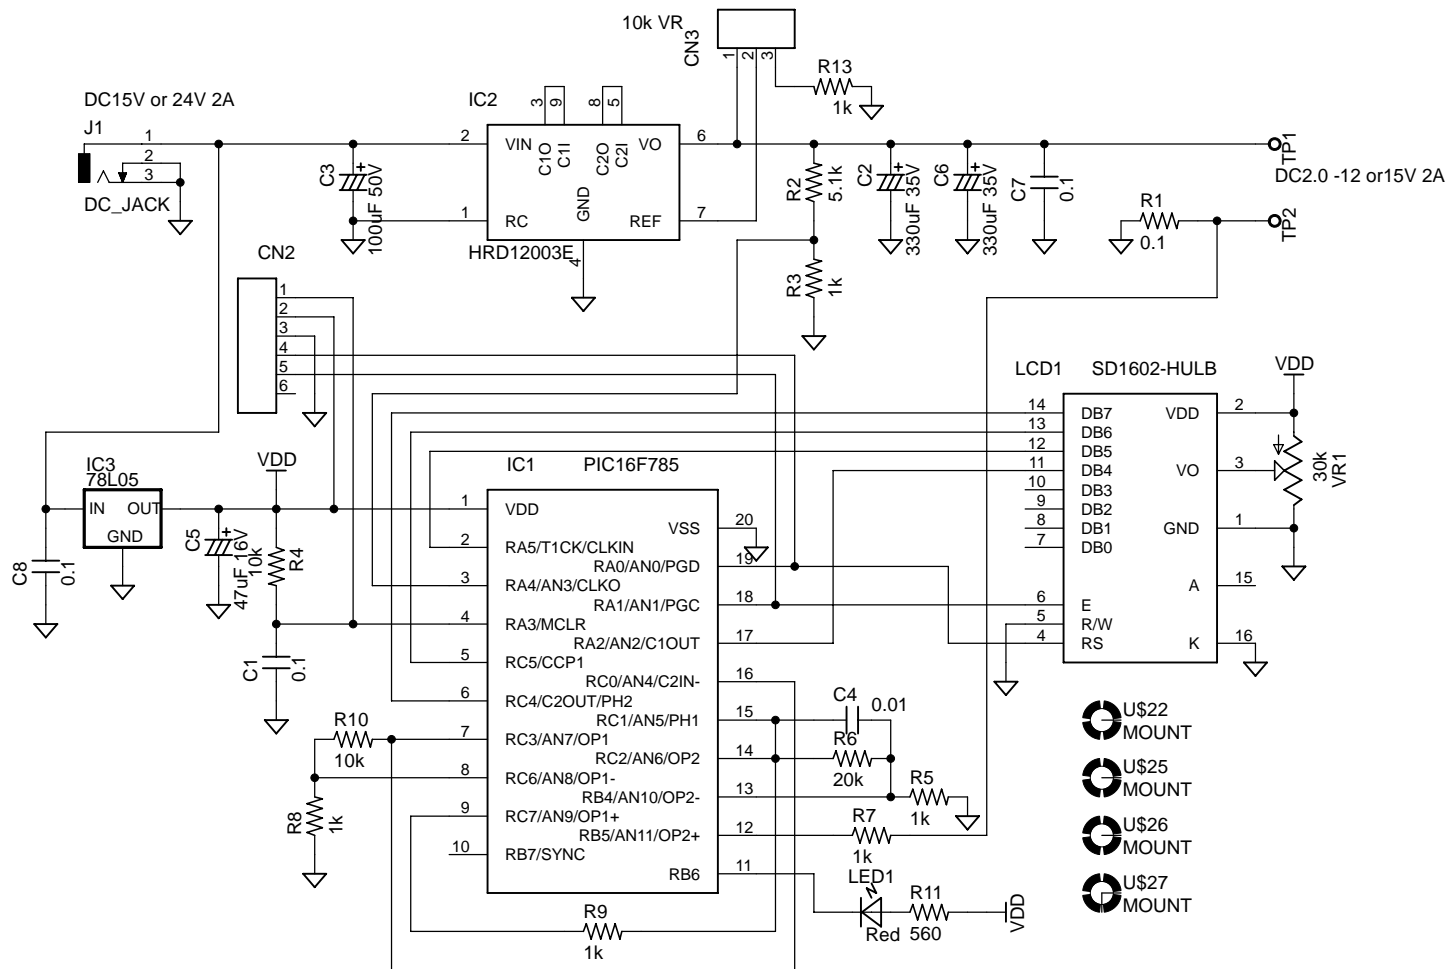 10k VR
CN3
1
2
3
R13
1k
DC15V or 24V 2A
J1
1
2
3
DC_JACK
C3
100uF 50V
IC2
3
9
8
5
2
VIN
C1O
C1I
C2O
C2I
VO
6
1
RC
GND
REF
7
HRD12003E
4
R2
5.1k
R3
1k
C2
330uF 35V
C6
330uF 35V
C7
0.1
TP1
DC2.0 -12 or15V 2A
R1
0.1
TP2
CN2
1
2
3
4
5
6
LCD1
SD1602-HULB
VDD
14
DB7
VDD
2
13
DB6
12
DB5
11
DB4
VO
3
10
DB3
9
DB2
8
DB1
GND
1
7
DB0
A
15
6
E
5
R/W
4
RS
K
16
30k
VR1
IC3
78L05
IN
OUT
GND
VDD
C8
0.1
C5
47uF 16V
10k
R4
C1
0.1
IC1
PIC16F785
1
VDD
VSS
20
2
RA5/T1CK/CLKIN
RA0/AN0/PGD
19
3
RA4/AN3/CLKO
RA1/AN1/PGC
18
4
RA3/MCLR
RA2/AN2/C1OUT
17
5
RC5/CCP1
RC0/AN4/C2IN-
16
6
RC4/C2OUT/PH2
RC1/AN5/PH1
15
7
RC3/AN7/OP1
RC2/AN6/OP2
14
8
RC6/AN8/OP1-
RB4/AN10/OP2-
13
9
RC7/AN9/OP1+
RB5/AN11/OP2+
12
10
RB7/SYNC
RB6
11
R10
10k
R8
1k
R9
1k
C4
0.01
R6
20k
R5
1k
R7
1k
LED1
Red
R11
560
VDD
U$22
MOUNT
U$25
MOUNT
U$26
MOUNT
U$27
MOUNT